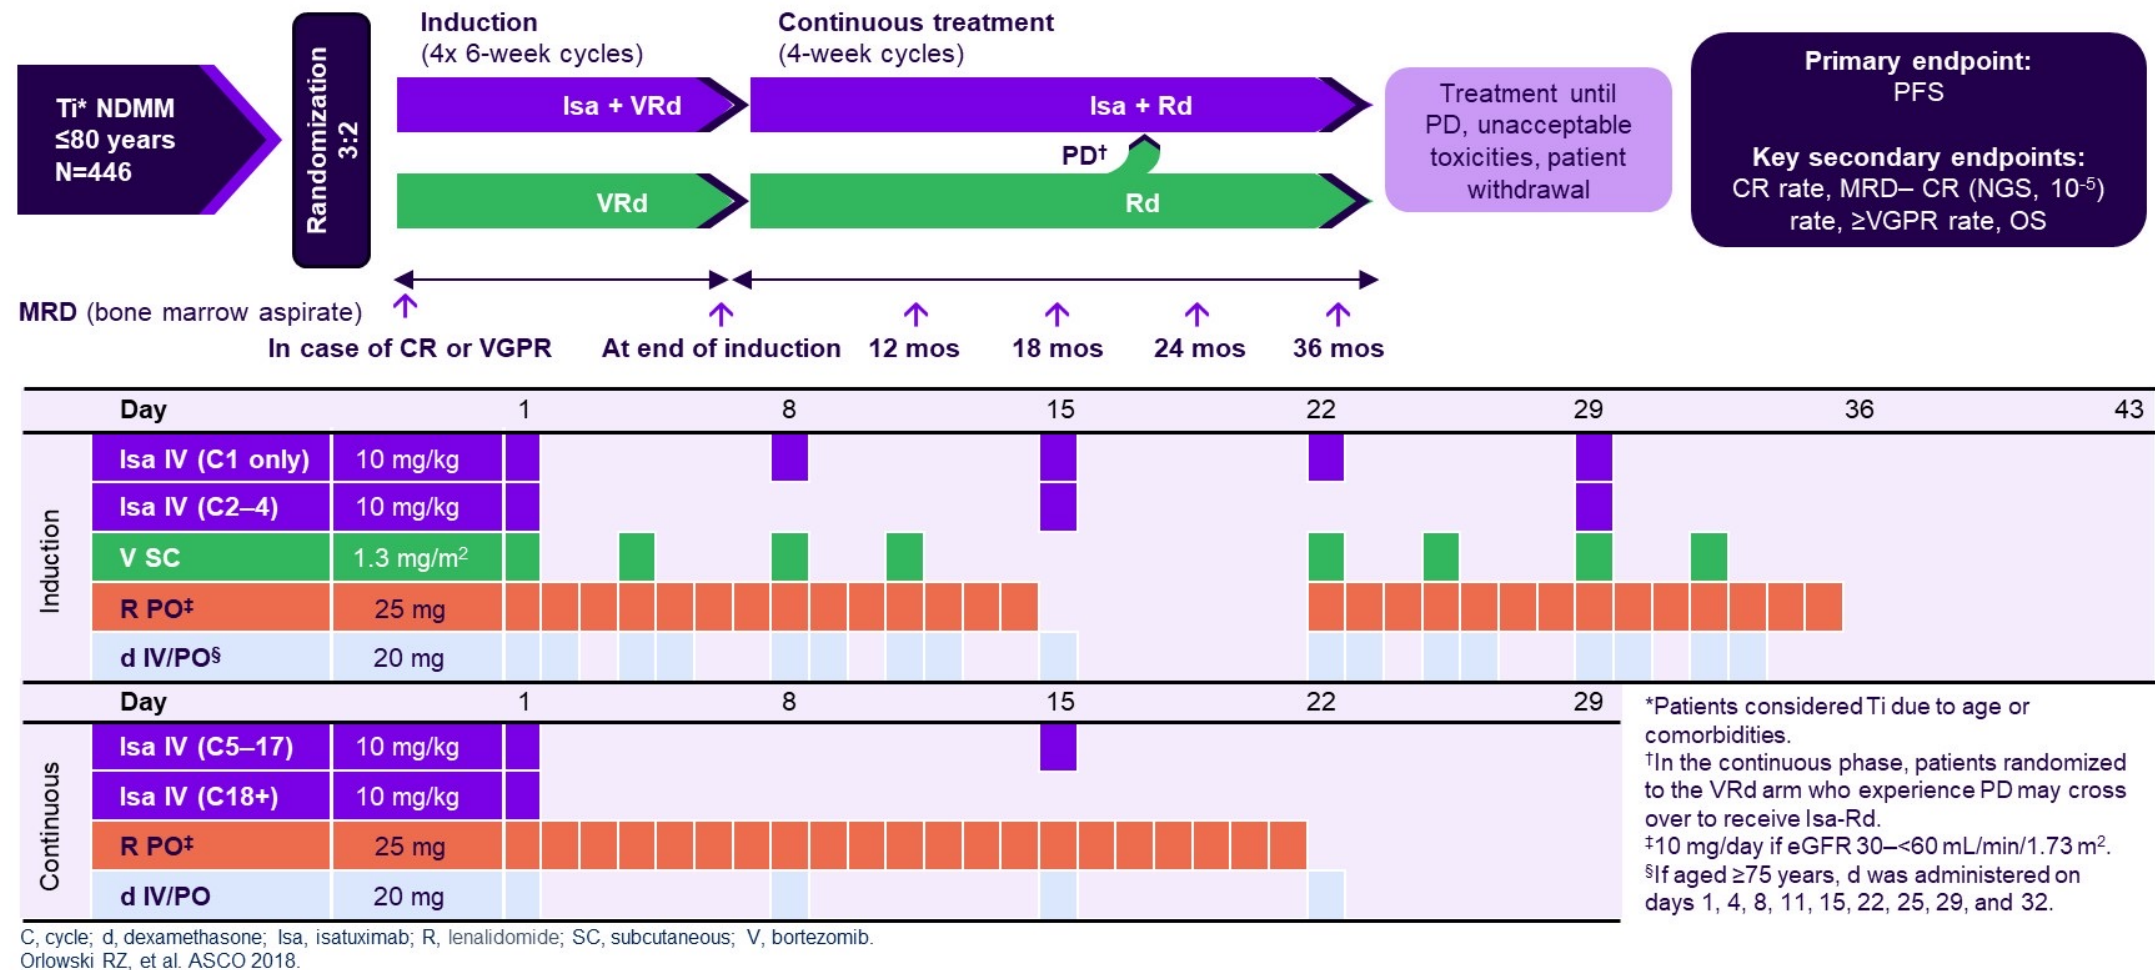 Induction
(4x 6-week cycles)
Continuous treatment
(4-week cycles)
Ti* NDMM
≤80 years
N=446
Randomization
3:2
Isa + VRd
Isa + Rd
PD†
VRd
Rd
Treatment until
PD, unacceptable
toxicities, patient
withdrawal
Primary endpoint:
PFS
Key secondary endpoints:
CR rate, MRD– CR (NGS, 10⁻⁵)
rate, ≥VGPR rate, OS
MRD (bone marrow aspirate)
In case of CR or VGPR
At end of induction
12 mos
18 mos
24 mos
36 mos
Day 1 8 15 22 29 36 43
Induction
Isa IV (C1 only) 10 mg/kg
Isa IV (C2–4) 10 mg/kg
V SC 1.3 mg/m²
R PO‡ 25 mg
d IV/PO§ 20 mg
Day 1 8 15 22 29
Continuous
Isa IV (C5–17) 10 mg/kg
Isa IV (C18+) 10 mg/kg
R PO‡ 25 mg
d IV/PO 20 mg
*Patients considered Ti due to age or
comorbidities.
†In the continuous phase, patients randomized
to the VRd arm who experience PD may cross
over to receive Isa-Rd.
‡10 mg/day if eGFR 30–<60 mL/min/1.73 m².
§If aged ≥75 years, d was administered on
days 1, 4, 8, 11, 15, 22, 25, 29, and 32.
C, cycle; d, dexamethasone; Isa, isatuximab; R, lenalidomide; SC, subcutaneous; V, bortezomib.
Orlowski RZ, et al. ASCO 2018.